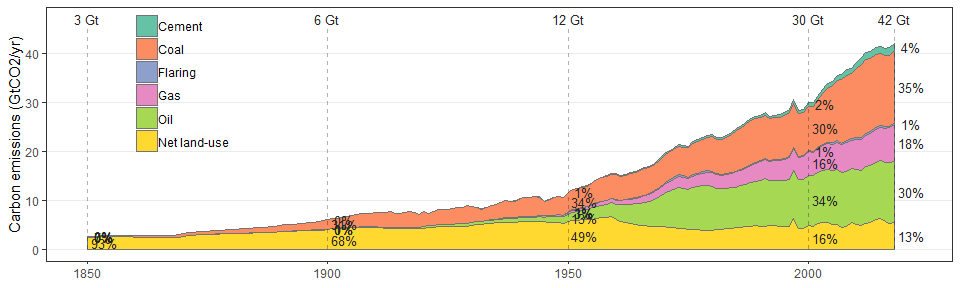 3 Gt
6 Gt
12 Gt
30 Gt
42 Gt
Cement
Coal
Flaring
Gas
Oil
Net land-use
Carbon emissions (GtCO2/yr)
40
30
20
10
0
93%
68%
1%
34%
13%
49%
2%
30%
1%
16%
34%
16%
4%
35%
1%
18%
30%
13%
1850
1900
1950
2000